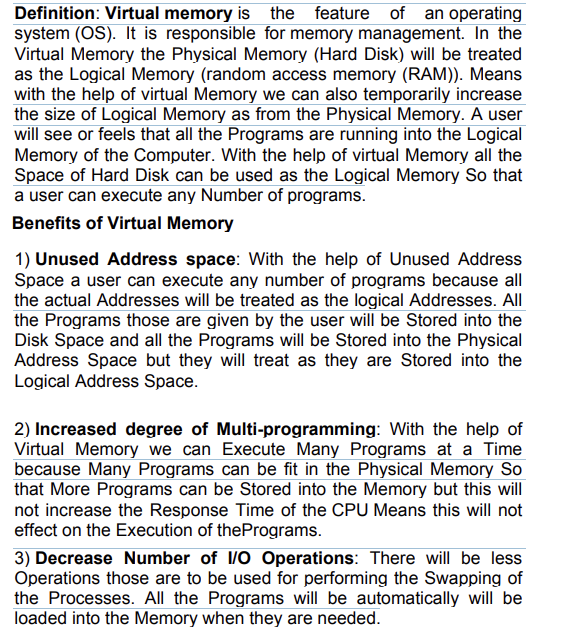 Definition: Virtual memory is the feature of an operating
system (OS). It is responsible for memory management. In the
Virtual Memory the Physical Memory (Hard Disk) will be treated
as the Logical Memory (random access memory (RAM)). Means
with the help of virtual Memory we can also temporarily increase
the size of Logical Memory as from the Physical Memory. A user
will see or feels that all the Programs are running into the Logical
Memory of the Computer. With the help of virtual Memory all the
Space of Hard Disk can be used as the Logical Memory So that
a user can execute any Number of programs.
Benefits of Virtual Memory
1) Unused Address space: With the help of Unused Address
Space a user can execute any number of programs because all
the actual Addresses will be treated as the logical Addresses. All
the Programs those are given by the user will be Stored into the
Disk Space and all the Programs will be Stored into the Physical
Address Space but they will treat as they are Stored into the
Logical Address Space.
2) Increased degree of Multi-programming: With the help of
Virtual Memory we can Execute Many Programs at a Time
because Many Programs can be fit in the Physical Memory So
that More Programs can be Stored into the Memory but this will
not increase the Response Time of the CPU Means this will not
effect on the Execution of thePrograms.
3) Decrease Number of I/O Operations: There will be less
Operations those are to be used for performing the Swapping of
the Processes. All the Programs will be automatically will be
loaded into the Memory when they are needed.